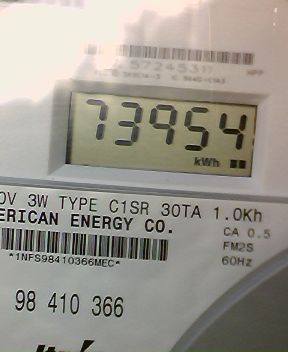 73954
kWh
0V 3W TYPE C1SR 30TA 1.0Kh
ERICAN ENERGY CO.
CA 0.5
FM2S
60Hz
*1NFS98410366MEC*
98 410 366